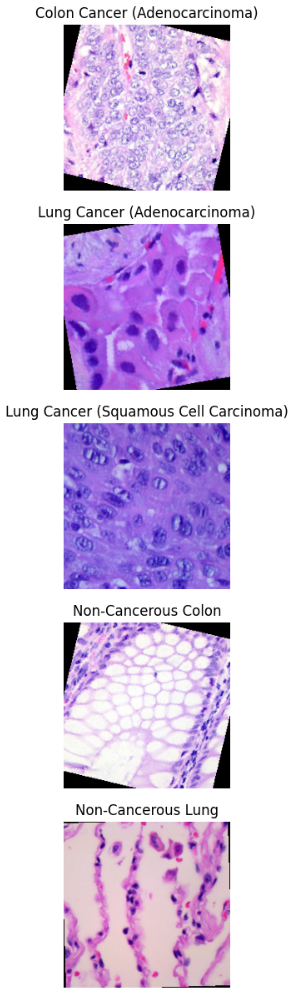 Colon Cancer (Adenocarcinoma)
Lung Cancer (Adenocarcinoma)
Lung Cancer (Squamous Cell Carcinoma)
Non-Cancerous Colon
Non-Cancerous Lung